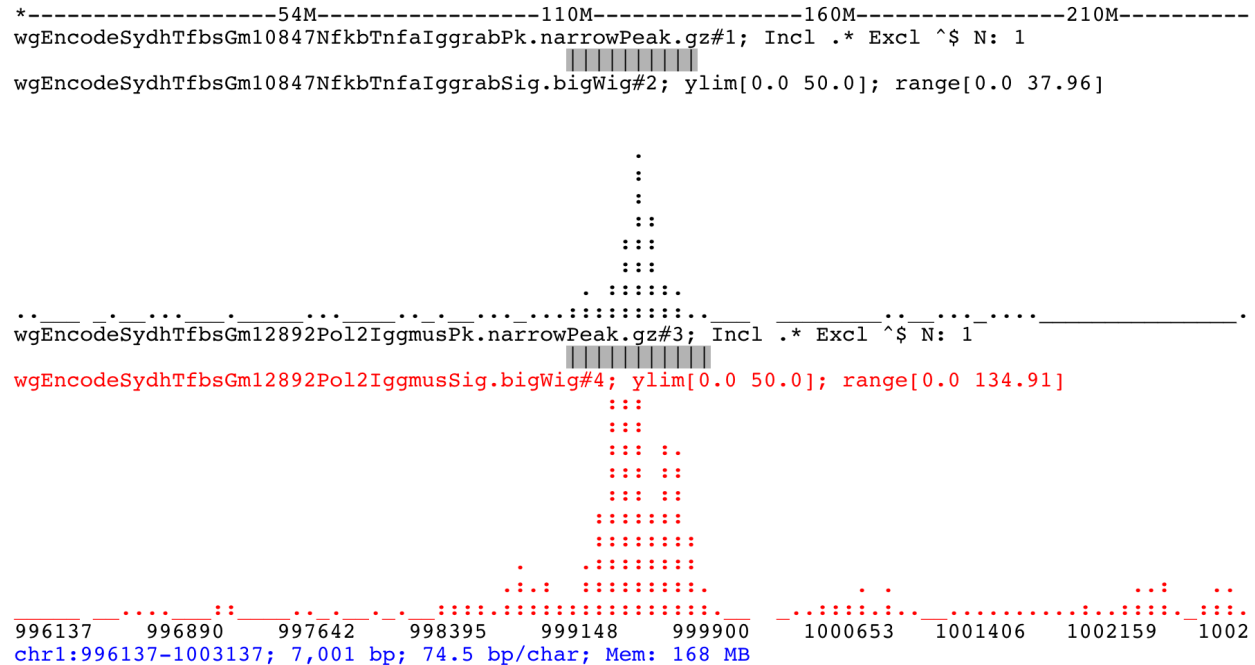 *-------------------54M-----------------110M----------------160M----------------210M----------
wgEncodeSydhTfbsGm10847NfkbTnfaIggrabPk.narrowPeak.gz#1; Incl .* Excl ^$ N: 1
||||||||||
wgEncodeSydhTfbsGm10847NfkbTnfaIggrabSig.bigWig#2; ylim[0.0 50.0]; range[0.0 37.96]
wgEncodeSydhTfbsGm12892Pol2IggmusPk.narrowPeak.gz#3; Incl .* Excl ^$ N: 1
|||||||||||
wgEncodeSydhTfbsGm12892Pol2IggmusSig.bigWig#4; ylim[0.0 50.0]; range[0.0 134.91]
996137 996890 997642 998395 999148 999900 1000653 1001406 1002159 1002
chr1:996137-1003137; 7,001 bp; 74.5 bp/char; Mem: 168 MB